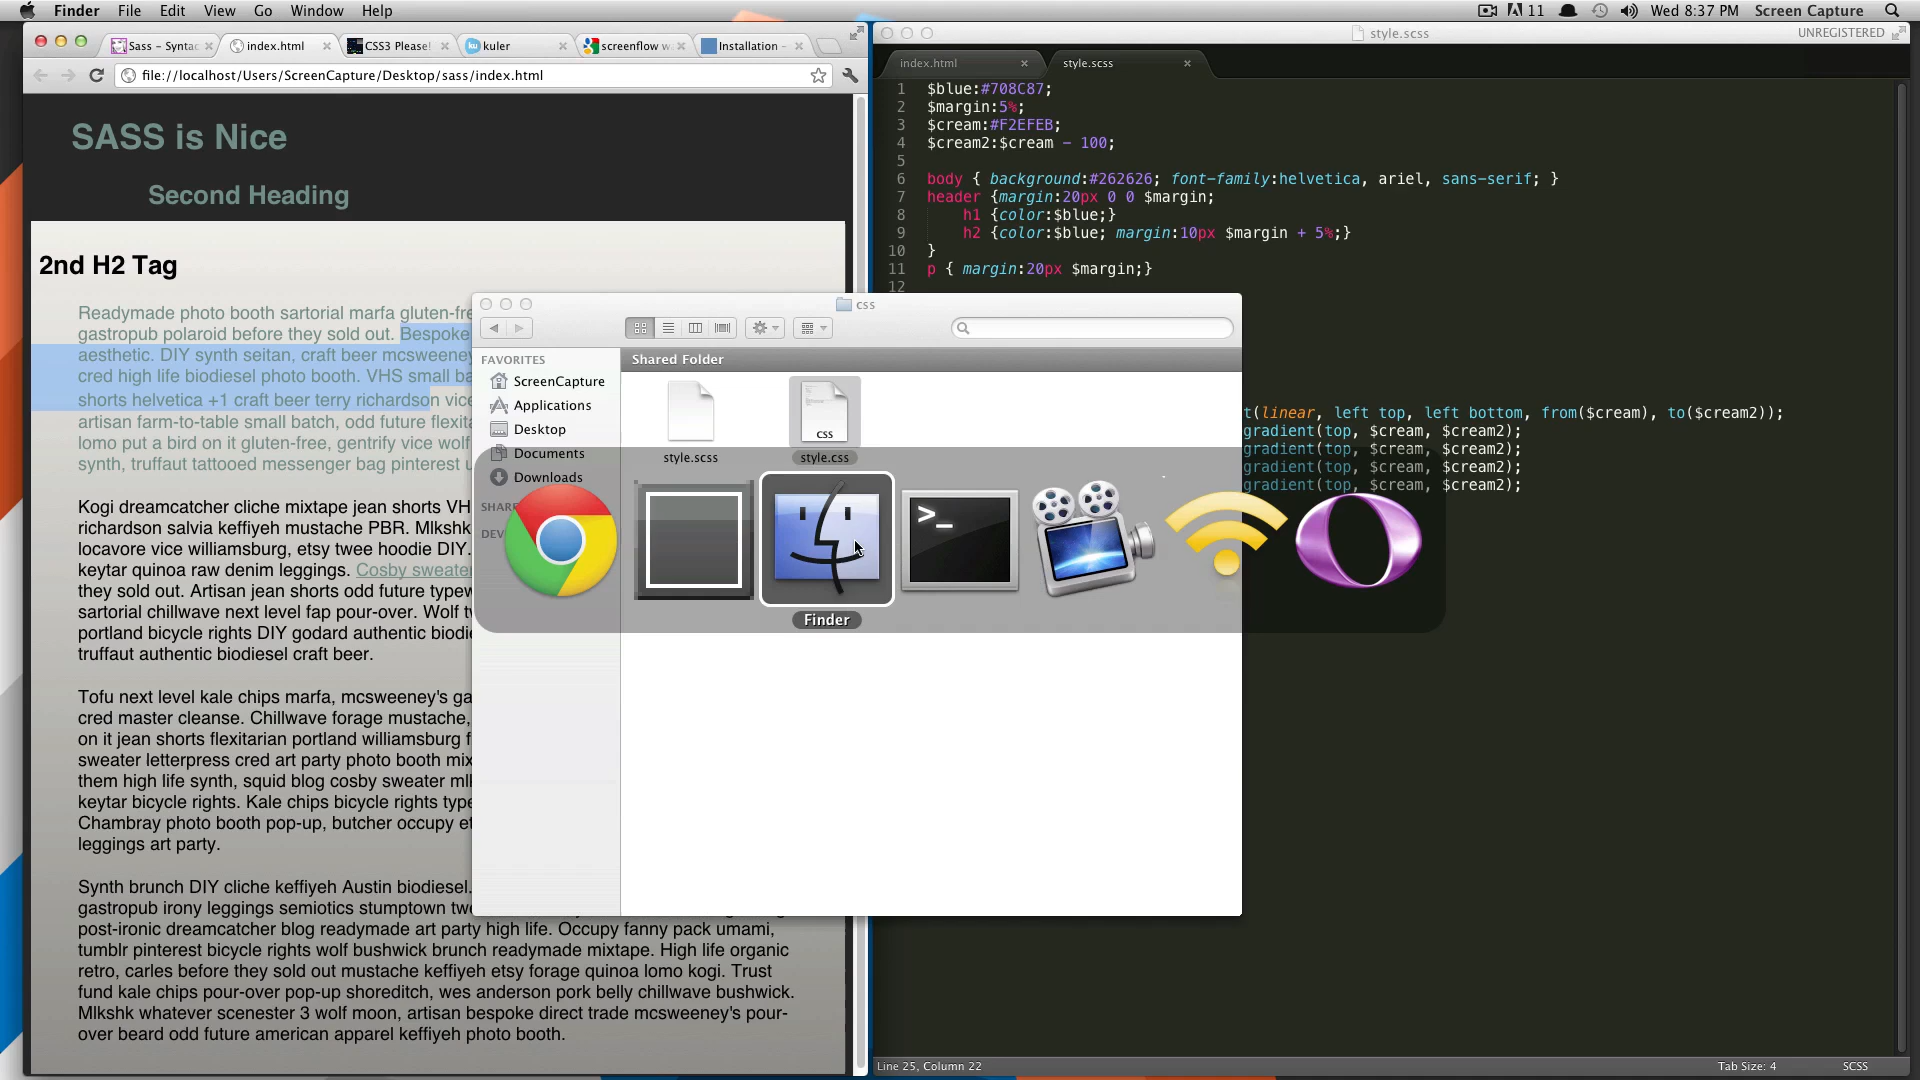 Finder File Edit View Go Window Help
11 Wed 8:37 PM Screen Capture
Sass – Syntac
index.html
CSS3 Please!
kuler
screenflow w
Installation –
file://localhost/Users/ScreenCapture/Desktop/sass/index.html
SASS is Nice
Second Heading
2nd H2 Tag
Readymade photo booth sartorial marfa gluten-fre
gastropub polaroid before they sold out. Bespoke
aesthetic. DIY synth seitan, craft beer mcsweeney
cred high life biodiesel photo booth. VHS small ba
shorts helvetica +1 craft beer terry richardson vice
artisan farm-to-table small batch, odd future flexita
lomo put a bird on it gluten-free, gentrify vice wolf
synth, truffaut tattooed messenger bag pinterest u
Kogi dreamcatcher cliche mixtape jean shorts VH
richardson salvia keffiyeh mustache PBR. Mlksh
locavore vice williamsburg, etsy twee hoodie DIY.
keytar quinoa raw denim leggings. Cosby sweater
they sold out. Artisan jean shorts odd future typew
sartorial chillwave next level fap pour-over. Wolf t
portland bicycle rights DIY godard authentic biodie
truffaut authentic biodiesel craft beer.
Tofu next level kale chips marfa, mcsweeney's ga
cred master cleanse. Chillwave forage mustache,
on it jean shorts flexitarian portland williamsburg f
sweater letterpress cred art party photo booth mix
them high life synth, squid blog cosby sweater mlk
keytar bicycle rights. Kale chips bicycle rights type
Chambray photo booth pop-up, butcher occupy et
leggings art party.
Synth brunch DIY cliche keffiyeh Austin biodiesel.
gastropub irony leggings semiotics stumptown twe
post-ironic dreamcatcher blog readymade art party high life. Occupy fanny pack umami,
tumblr pinterest bicycle rights wolf bushwick brunch readymade mixtape. High life organic
retro, carles before they sold out mustache keffiyeh etsy forage quinoa lomo kogi. Trust
fund kale chips pour-over pop-up shoreditch, wes anderson pork belly chillwave bushwick.
Mlkshk whatever scenester 3 wolf moon, artisan bespoke direct trade mcsweeney's pour-
over beard odd future american apparel keffiyeh photo booth.
style.scss
UNREGISTERED
index.html
style.scss
1 $blue:#708C87;
2 $margin:5%;
3 $cream:#F2EFEB;
4 $cream2:$cream - 100;
5
6 body { background:#262626; font-family:helvetica, ariel, sans-serif; }
7 header {margin:20px 0 0 $margin;
8 h1 {color:$blue;}
9 h2 {color:$blue; margin:10px $margin + 5%;}
10 }
11 p { margin:20px $margin;}
12
t(linear, left top, left bottom, from($cream), to($cream2));
gradient(top, $cream, $cream2);
gradient(top, $cream, $cream2);
gradient(top, $cream, $cream2);
gradient(top, $cream, $cream2);
css
FAVORITES
ScreenCapture
Applications
Desktop
Documents
Downloads
SHAR
DEV
Shared Folder
style.scss
css
style.css
>_
Finder
Line 25, Column 22
Tab Size: 4
SCSS